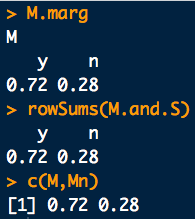 > M.marg
M
y n
0.72 0.28
> rowSums(M.and.S)
y n
0.72 0.28
> c(M,Mn)
[1] 0.72 0.28